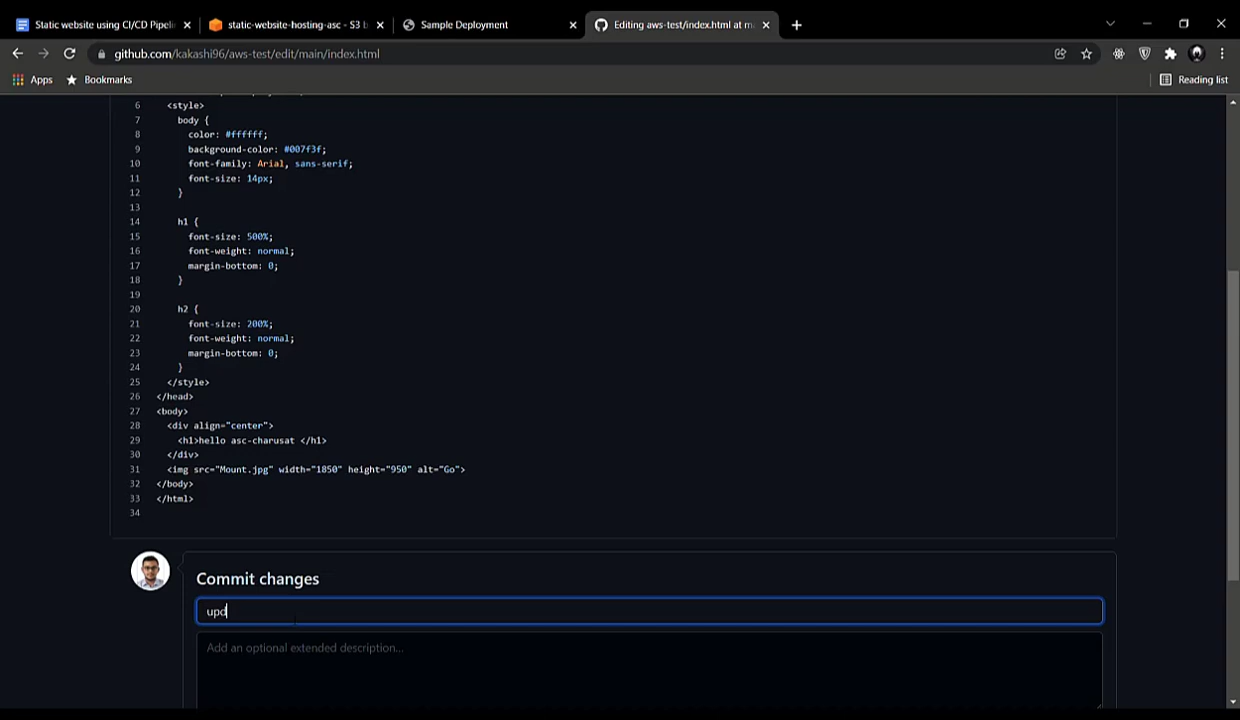 Static website using CI/CD Pipeli
static-website-hosting-asc - S3 b
Sample Deployment
Editing aws-test/index.html at m
github.com/kakashi96/aws-test/edit/main/index.html
Apps
Bookmarks
Reading list
6 <style>
7 body {
8 color: #ffffff;
9 background-color: #007f3f;
10 font-family: Arial, sans-serif;
11 font-size: 14px;
12 }
13
14 h1 {
15 font-size: 500%;
16 font-weight: normal;
17 margin-bottom: 0;
18 }
19
20 h2 {
21 font-size: 200%;
22 font-weight: normal;
23 margin-bottom: 0;
24 }
25 </style>
26 </head>
27 <body>
28 <div align="center">
29 <h1>hello asc-charusat </h1>
30 </div>
31 <img src="Mount.jpg" width="1850" height="950" alt="Go">
32 </body>
33 </html>
34
Commit changes
upd
Add an optional extended description...